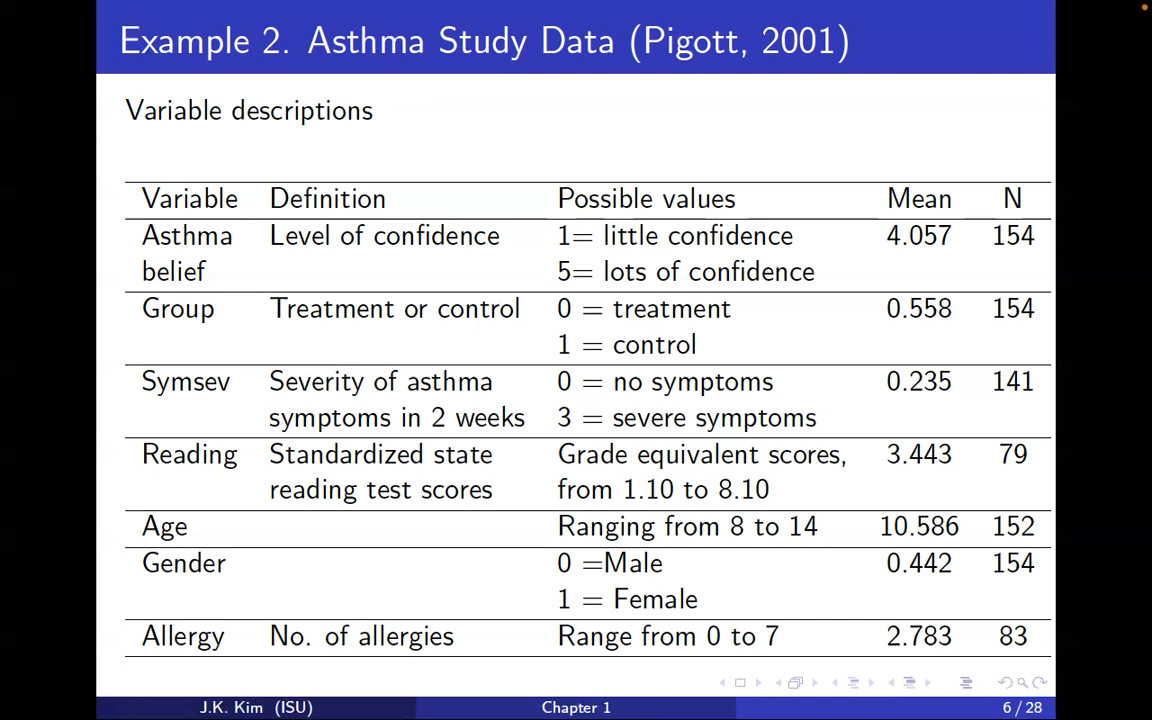 Example 2. Asthma Study Data (Pigott, 2001)
Variable descriptions
Variable Definition Possible values Mean N
Asthma Level of confidence 1= little confidence 4.057 154
belief 5= lots of confidence
Group Treatment or control 0 = treatment 0.558 154
1 = control
Symsev Severity of asthma 0 = no symptoms 0.235 141
symptoms in 2 weeks 3 = severe symptoms
Reading Standardized state Grade equivalent scores, 3.443 79
reading test scores from 1.10 to 8.10
Age Ranging from 8 to 14 10.586 152
Gender 0 =Male 0.442 154
1 = Female
Allergy No. of allergies Range from 0 to 7 2.783 83
J.K. Kim (ISU) Chapter 1 6 / 28